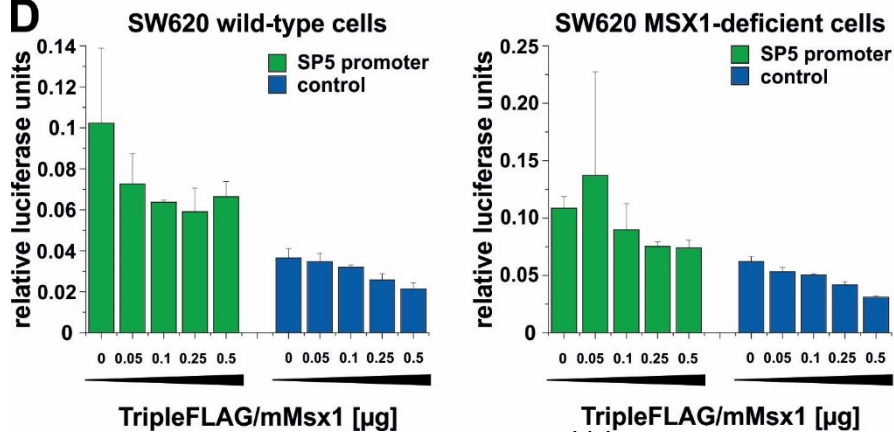 D
SW620 wild-type cells
relative luciferase units
0.14
0.12
0.1
0.08
0.06
0.04
0.02
0
SP5 promoter
control
0 0.05 0.1 0.25 0.5 0 0.05 0.1 0.25 0.5
TripleFLAG/mMsx1 [µg]
SW620 MSX1-deficient cells
relative luciferase units
0.25
0.20
0.15
0.10
0.05
0
SP5 promoter
control
0 0.05 0.1 0.25 0.5 0 0.05 0.1 0.25 0.5
TripleFLAG/mMsx1 [µg]